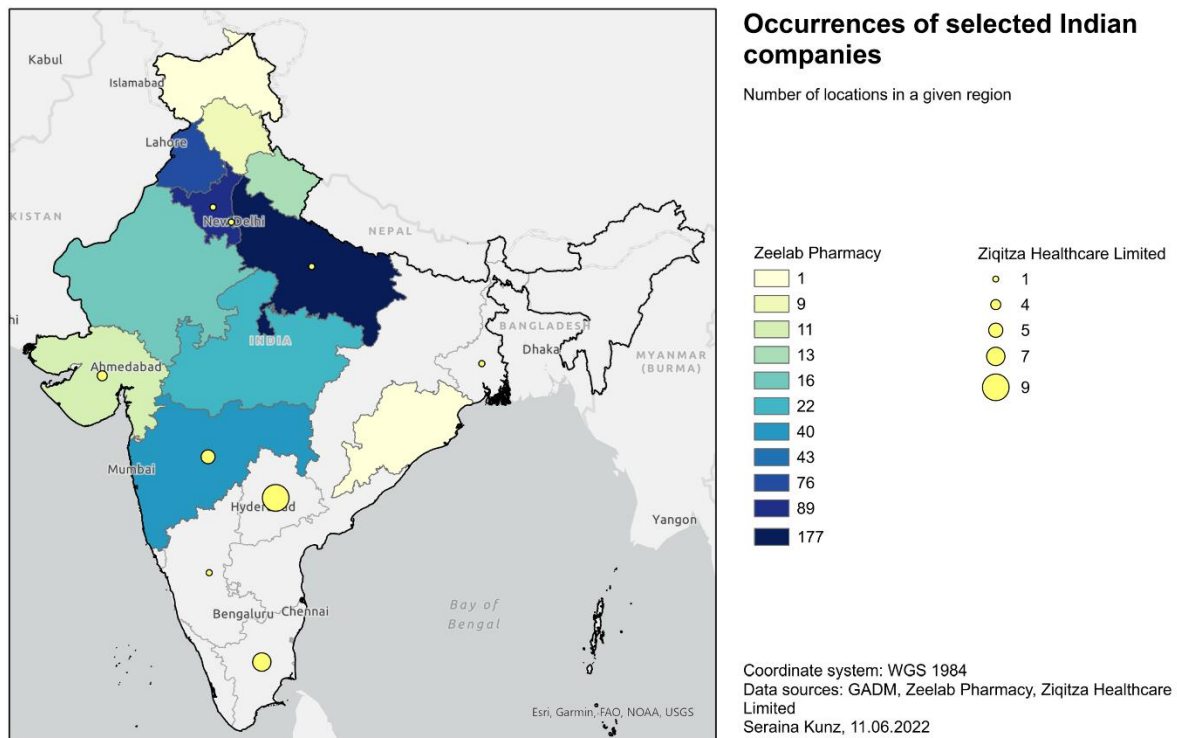 Kabul
Islamabad
Lahore
KISTAN
New Delhi
NEPAL
hi
INDIA
BANGLADESH
Dhaka
MYANMAR
(BURMA)
Ahmedabad
Mumbai
Hyderabad
Yangon
Bengaluru
Chennai
Bay of
Bengal
Esri, Garmin, FAO, NOAA, USGS
Occurrences of selected Indian
companies
Number of locations in a given region
Zeelab Pharmacy
1
9
11
13
16
22
40
43
76
89
177
Ziqitza Healthcare Limited
1
4
5
7
9
Coordinate system: WGS 1984
Data sources: GADM, Zeelab Pharmacy, Ziqitza Healthcare
Limited
Seraina Kunz, 11.06.2022